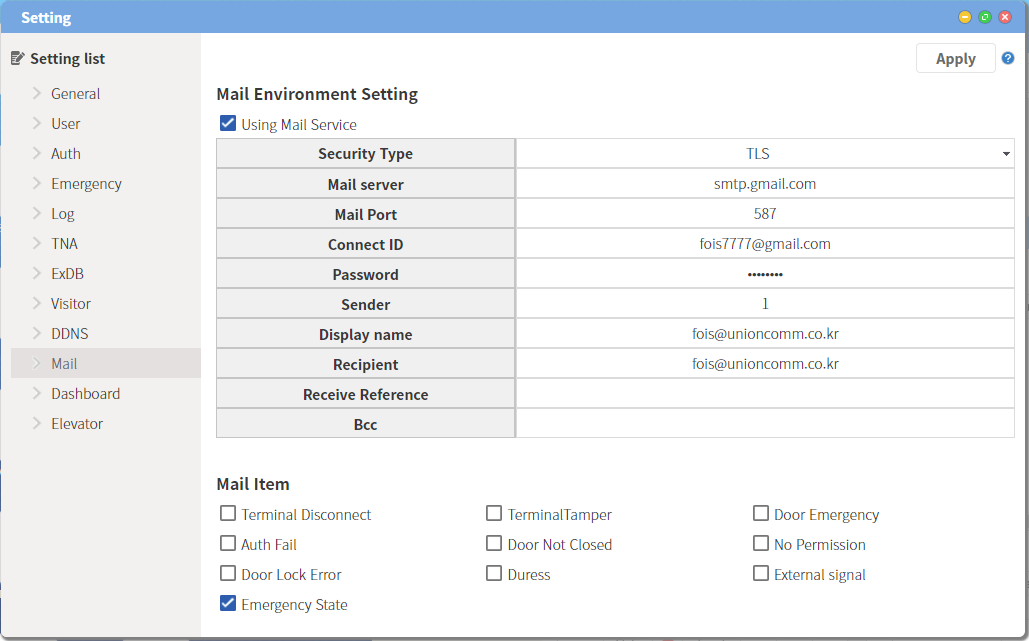 Setting
Setting list
General
User
Auth
Emergency
Log
TNA
ExDB
Visitor
DDNS
Mail
Dashboard
Elevator
Apply
Mail Environment Setting
Using Mail Service
Security Type TLS
Mail server smtp.gmail.com
Mail Port 587
Connect ID fois7777@gmail.com
Password ••••••••
Sender 1
Display name fois@unioncomm.co.kr
Recipient fois@unioncomm.co.kr
Receive Reference
Bcc
Mail Item
Terminal Disconnect TerminalTamper Door Emergency
Auth Fail Door Not Closed No Permission
Door Lock Error Duress External signal
Emergency State